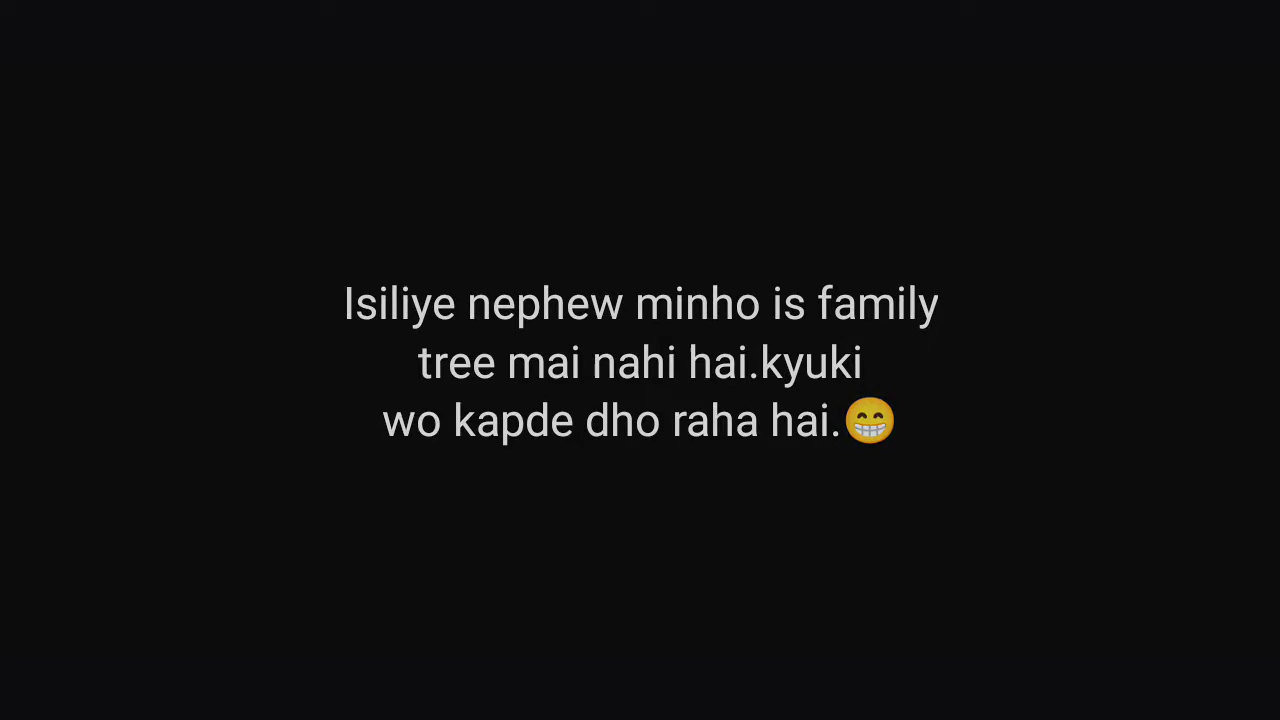 Isiliye nephew minho is family
tree mai nahi hai.kyuki
wo kapde dho raha hai.😁